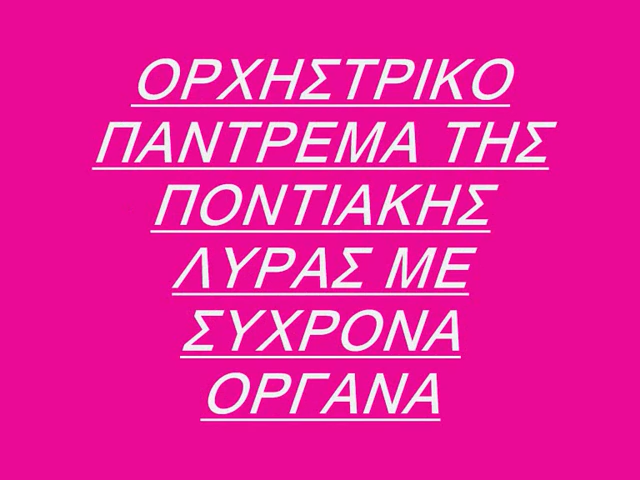 ΟΡΧΗΣΤΡΙΚΟ
ΠΑΝΤΡΕΜΑ ΤΗΣ
ΠΟΝΤΙΑΚΗΣ
ΛΥΡΑΣ ΜΕ
ΣΥΧΡΟΝΑ
ΟΡΓΑΝΑ